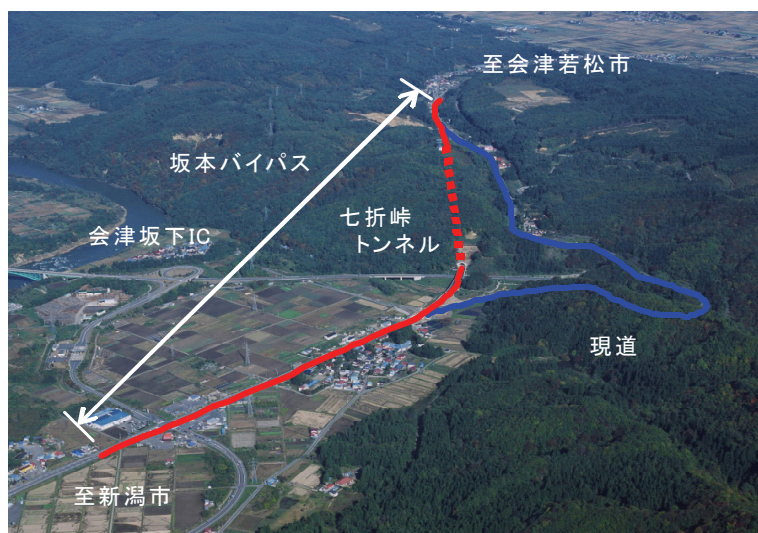 至会津若松市
坂本バイパス
七折峠
トンネル
会津坂下IC
現道
至新潟市